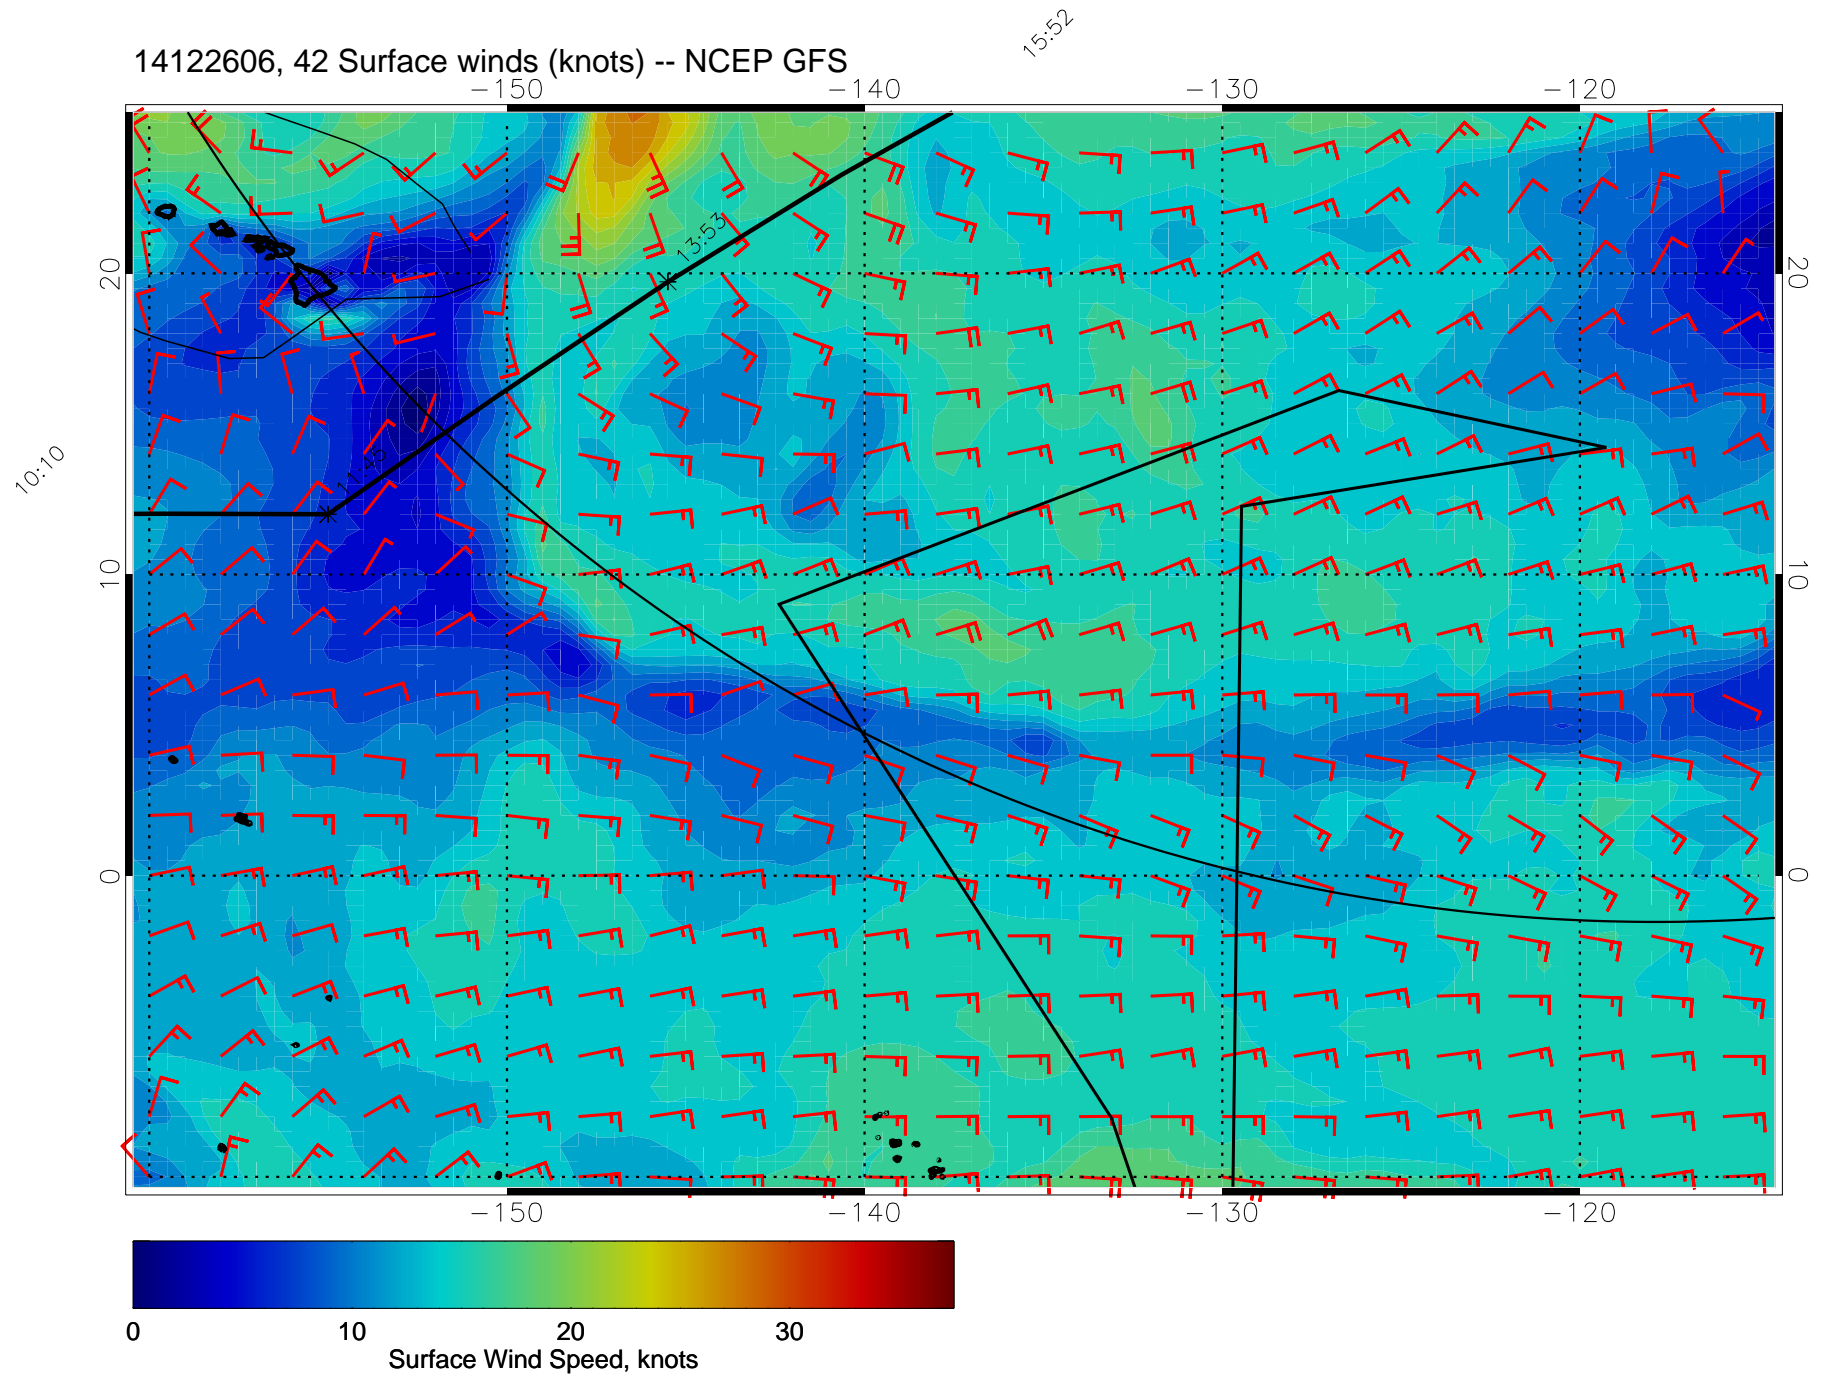 15:52
14122606, 42 Surface winds (knots) -- NCEP GFS
-150 -140 -130 -120
13:53
20 20
11:45
10:10
10 10
0 0
-150 -140 -130 -120
0 10 20 30
Surface Wind Speed, knots